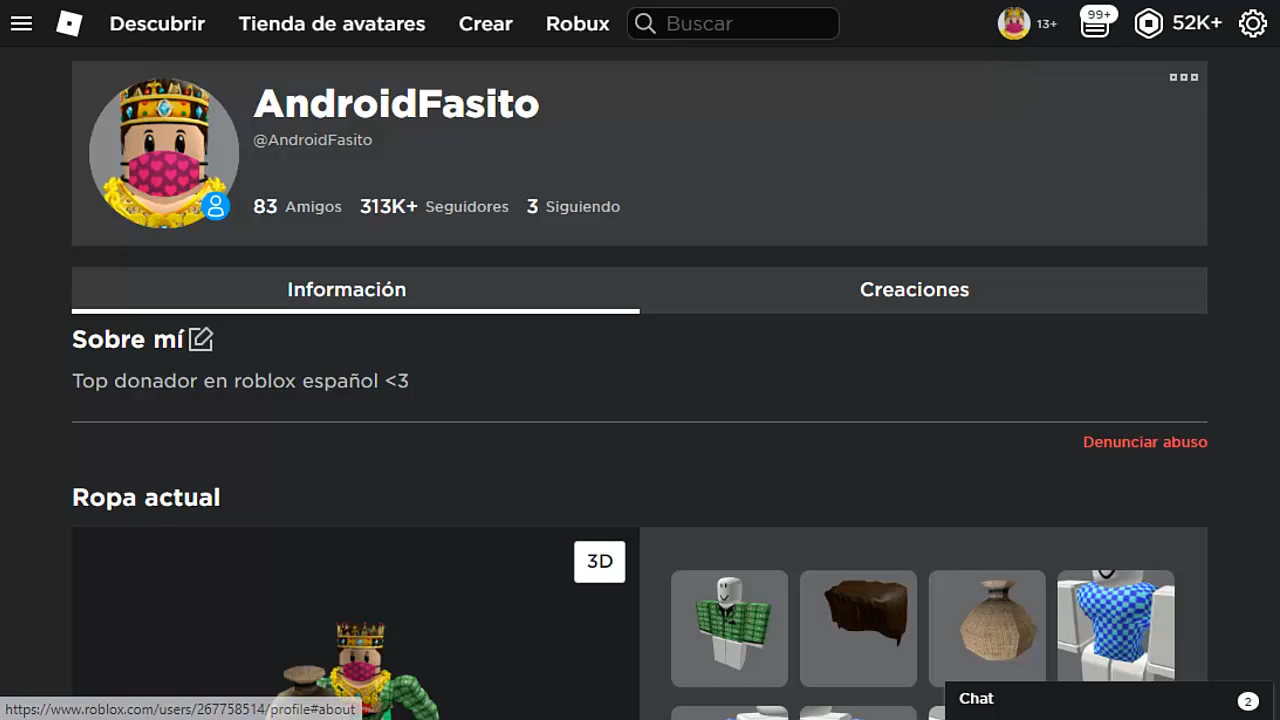 Descubrir Tienda de avatares Crear Robux Buscar 13+ 99+ 52K+
AndroidFasito
@AndroidFasito
83 Amigos 313K+ Seguidores 3 Siguiendo
Información Creaciones
Sobre mí
Top donador en roblox español <3
Denunciar abuso
Ropa actual
3D
Chat 2
https://www.roblox.com/users/267758514/profile#about